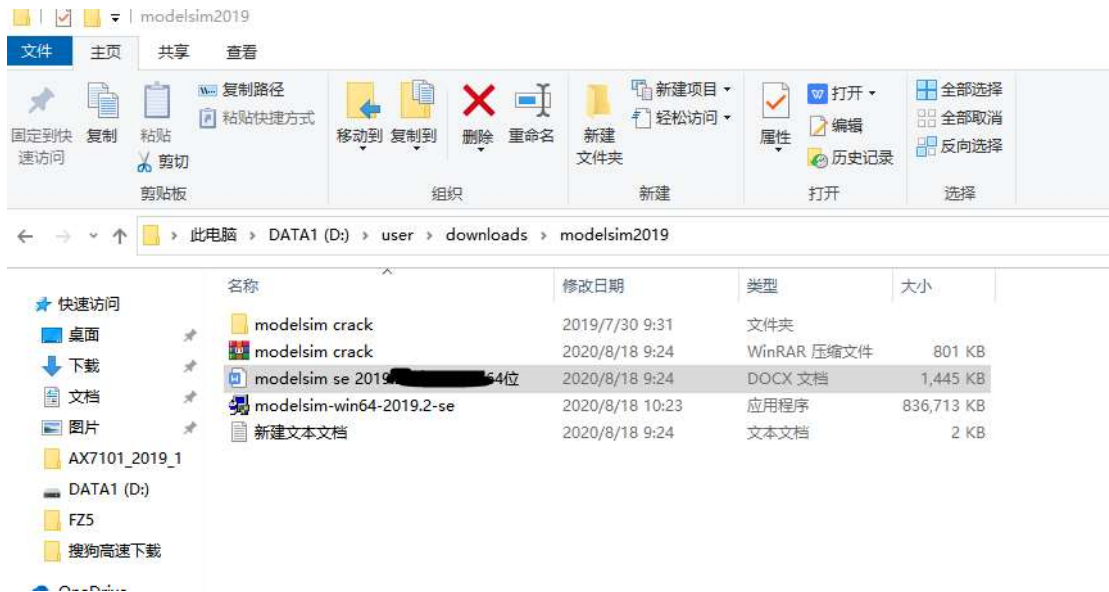 modelsim2019
文件 主页 共享 查看
固定到快速访问 复制 粘贴 复制路径 粘贴快捷方式 剪切 移动到 复制到 删除 重命名 新建文件夹 新建项目 轻松访问 属性 打开 编辑 历史记录 全部选择 全部取消 反向选择
剪贴板 组织 新建 打开 选择
此电脑 > DATA1 (D:) > user > downloads > modelsim2019
名称 修改日期 类型 大小
快速访问
桌面
下载
文档
图片
AX7101_2019_1
DATA1 (D:)
FZ5
搜狗高速下载
OneDrive
modelsim crack 2019/7/30 9:31 文件夹
modelsim crack 2020/8/18 9:24 WinRAR 压缩文件 801 KB
modelsim se 2019 64位 2020/8/18 9:24 DOCX 文档 1,445 KB
modelsim-win64-2019.2-se 2020/8/18 10:23 应用程序 836,713 KB
新建文本文档 2020/8/18 9:24 文本文档 2 KB